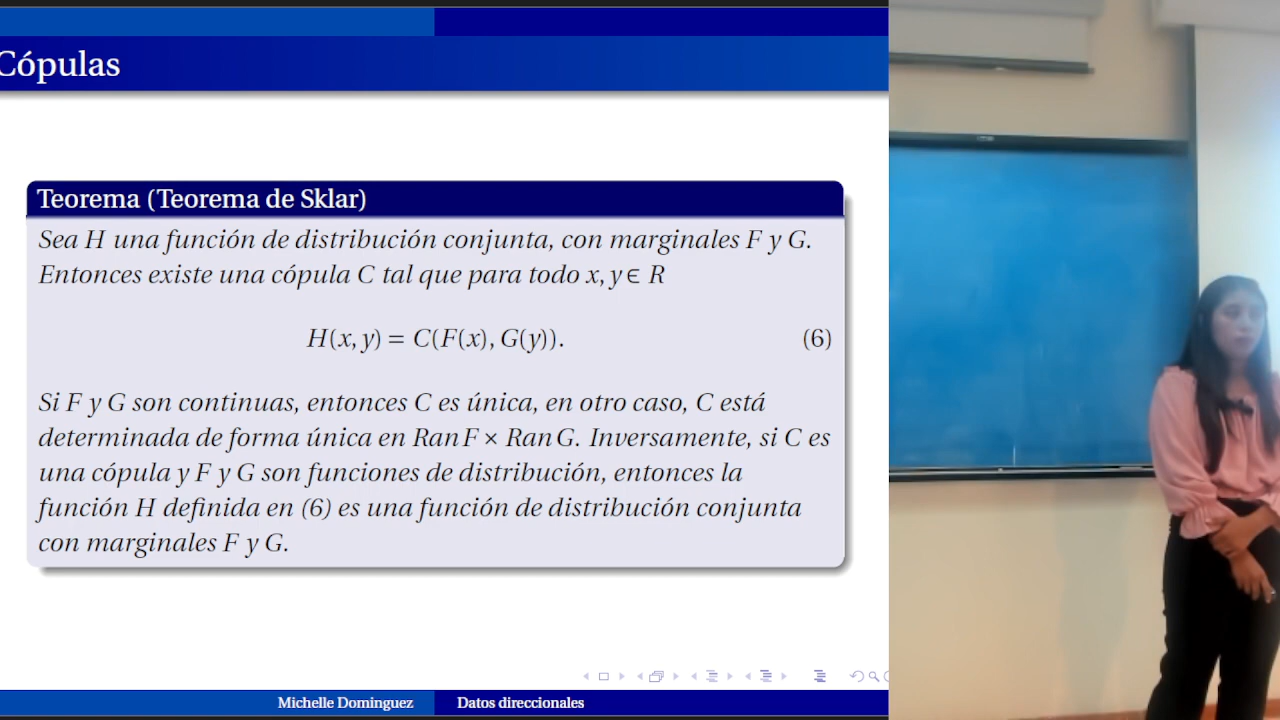 Cópulas
Teorema (Teorema de Sklar)
Sea H una función de distribución conjunta, con marginales F y G.
Entonces existe una cópula C tal que para todo x, y ∈ R
H(x, y) = C(F(x), G(y)). (6)
Si F y G son continuas, entonces C es única, en otro caso, C está
determinada de forma única en Ran F × Ran G. Inversamente, si C es
una cópula y F y G son funciones de distribución, entonces la
función H definida en (6) es una función de distribución conjunta
con marginales F y G.
Michelle Dominguez Datos direccionales